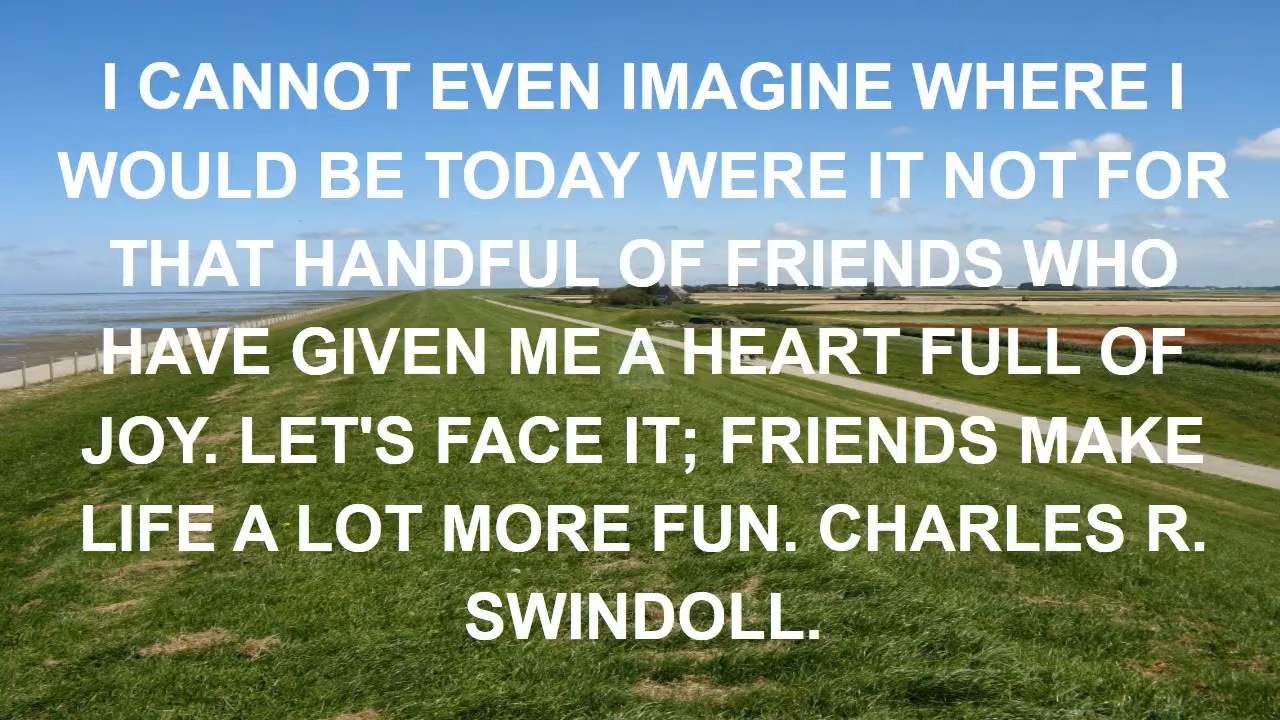 I CANNOT EVEN IMAGINE WHERE I
WOULD BE TODAY WERE IT NOT FOR
THAT HANDFUL OF FRIENDS WHO
HAVE GIVEN ME A HEART FULL OF
JOY. LET'S FACE IT; FRIENDS MAKE
LIFE A LOT MORE FUN. CHARLES R.
SWINDOLL.